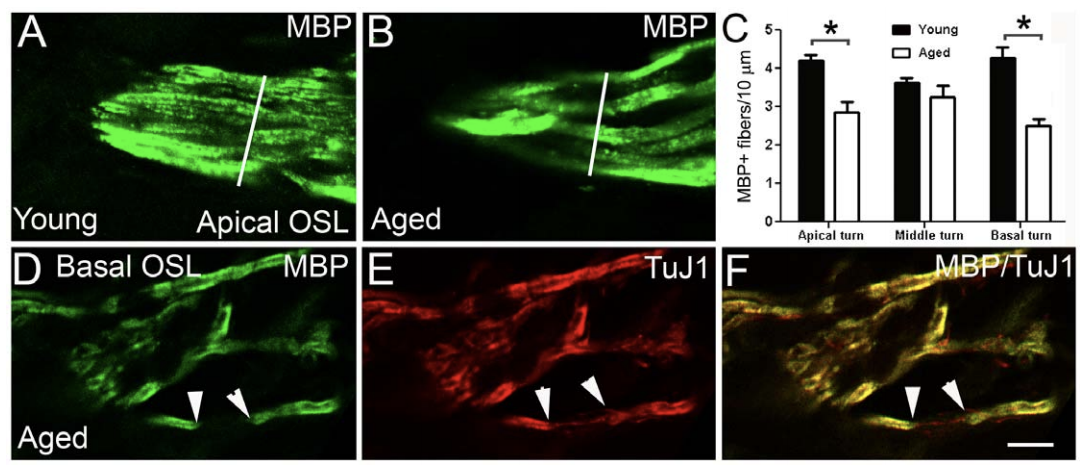 A MBP
Young Apical OSL
B MBP
Aged
C
* *
Young
Aged
MBP+ fibers/10 μm
5
4
3
2
1
0
Apical turn Middle turn Basal turn
D Basal OSL MBP
Aged
E TuJ1
F MBP/TuJ1